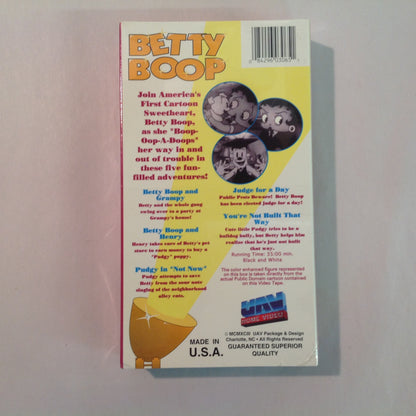 BETTY
BOOP
Join America's
First Cartoon
Sweetheart,
Betty Boop,
as she "Boop-
Oop-A-Doops"
her way in and
out of trouble in
these five fun-
filled adventures!
Betty Boop and
Grampy
Betty and the whole gang
swing over to a party at
Grampy's house!
Betty Boop and
Henry
Henry takes care of Betty's pet
store to earn money to buy a
"Pudgy" puppy.
Pudgy in "Not Now"
Pudgy attempts to save
Betty from the sour note
singing of the neighborhood
alley cats.
Judge for a Day
Public Pests Beware! Betty Boop
has been elected judge for a day!
You're Not Built That
Way
Cute little Pudgy tries to be a
bulldog bully, but Betty helps him
realize that he's just not built
that way.
Running Time: 35:00 min.
Black and White
The color enhanced figure represented
on this box is taken directly from the
actual Public Domain cartoon contained
on this Video Tape.
UAV
HOME VIDEO
© MCMXCIII UAV Package & Design
Charlotte, NC • All Rights Reserved
GUARANTEED SUPERIOR
QUALITY
MADE IN
U.S.A.